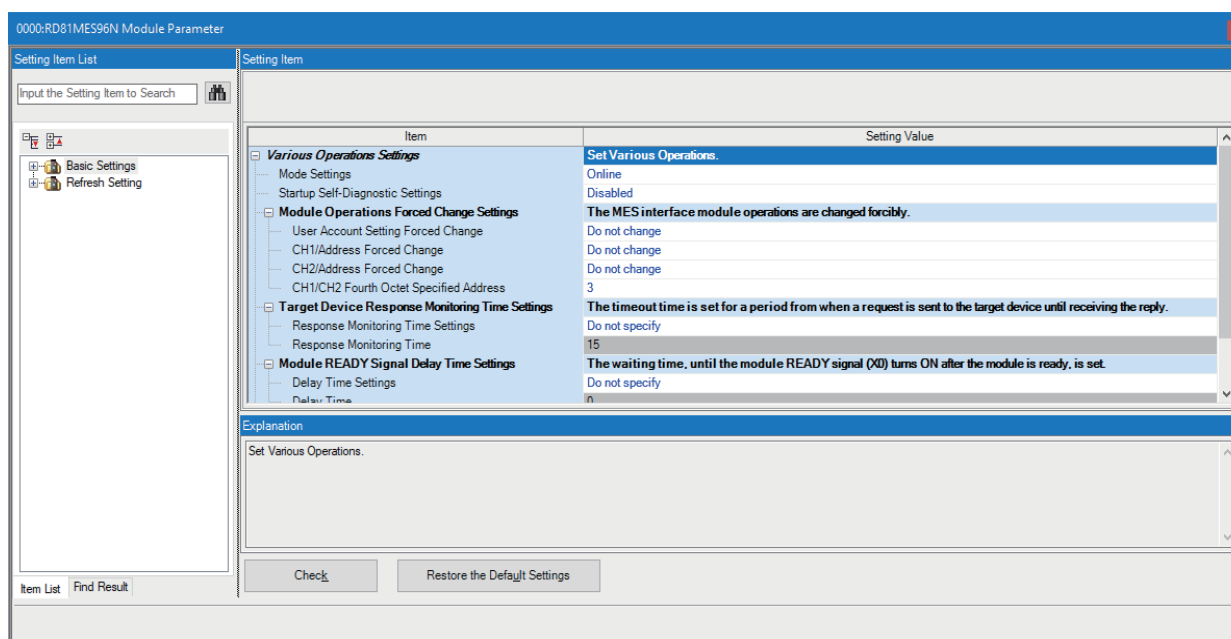 0000:RD81MES96N Module Parameter
Setting Item List
Input the Setting Item to Search
Basic Settings
Refresh Setting
Item List Find Result
Setting Item
Item Setting Value
Various Operations Settings Set Various Operations.
Mode Settings Online
Startup Self-Diagnostic Settings Disabled
Module Operations Forced Change Settings The MES interface module operations are changed forcibly.
User Account Setting Forced Change Do not change
CH1/Address Forced Change Do not change
CH2/Address Forced Change Do not change
CH1/CH2 Fourth Octet Specified Address 3
Target Device Response Monitoring Time Settings The timeout time is set for a period from when a request is sent to the target device until receiving the reply.
Response Monitoring Time Settings Do not specify
Response Monitoring Time 15
Module READY Signal Delay Time Settings The waiting time, until the module READY signal (X0) turns ON after the module is ready, is set.
Delay Time Settings Do not specify
Delay Time 0
Explanation
Set Various Operations.
Check Restore the Default Settings